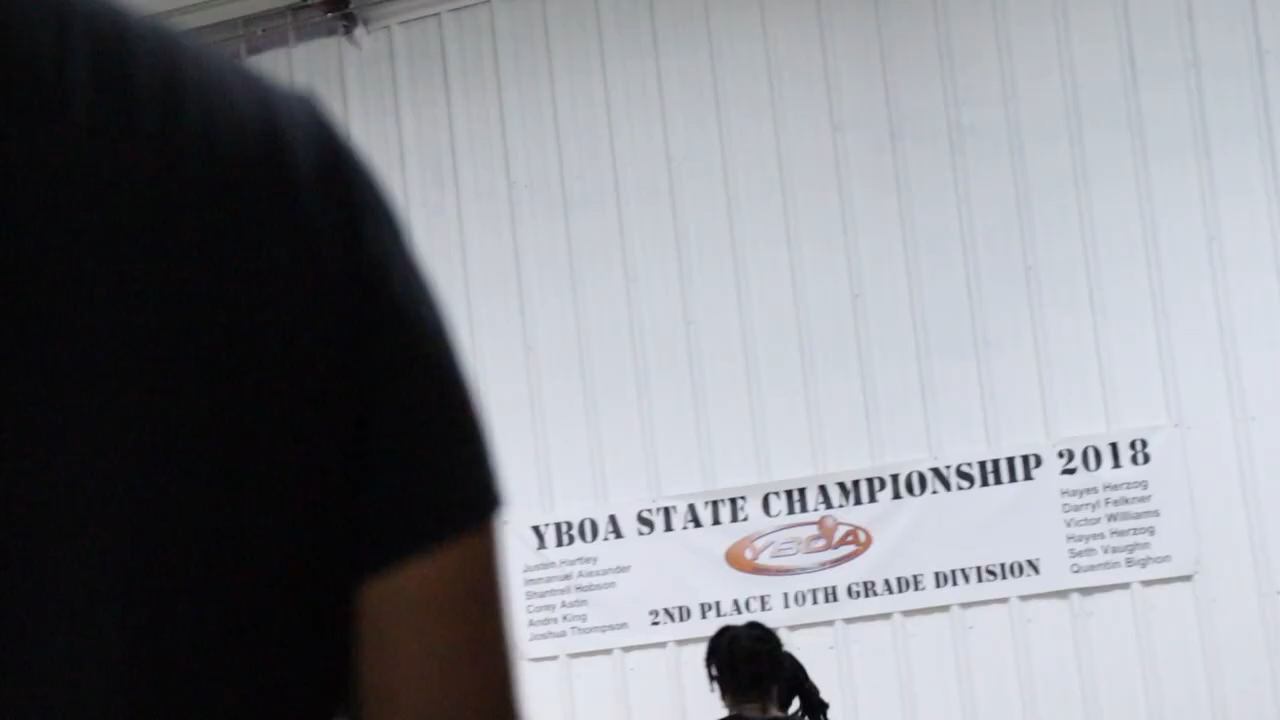 YBOA STATE CHAMPIONSHIP 2018
YBOA
2ND PLACE 10TH GRADE DIVISION
Justin Hartley
Immanuel Alexander
Shantrell Hobson
Corey Astin
Andre King
Joshua Thompson
Hayes Herzog
Darryl Felkner
Victor Williams
Hayes Herzog
Seth Vaughn
Quentin Bighon